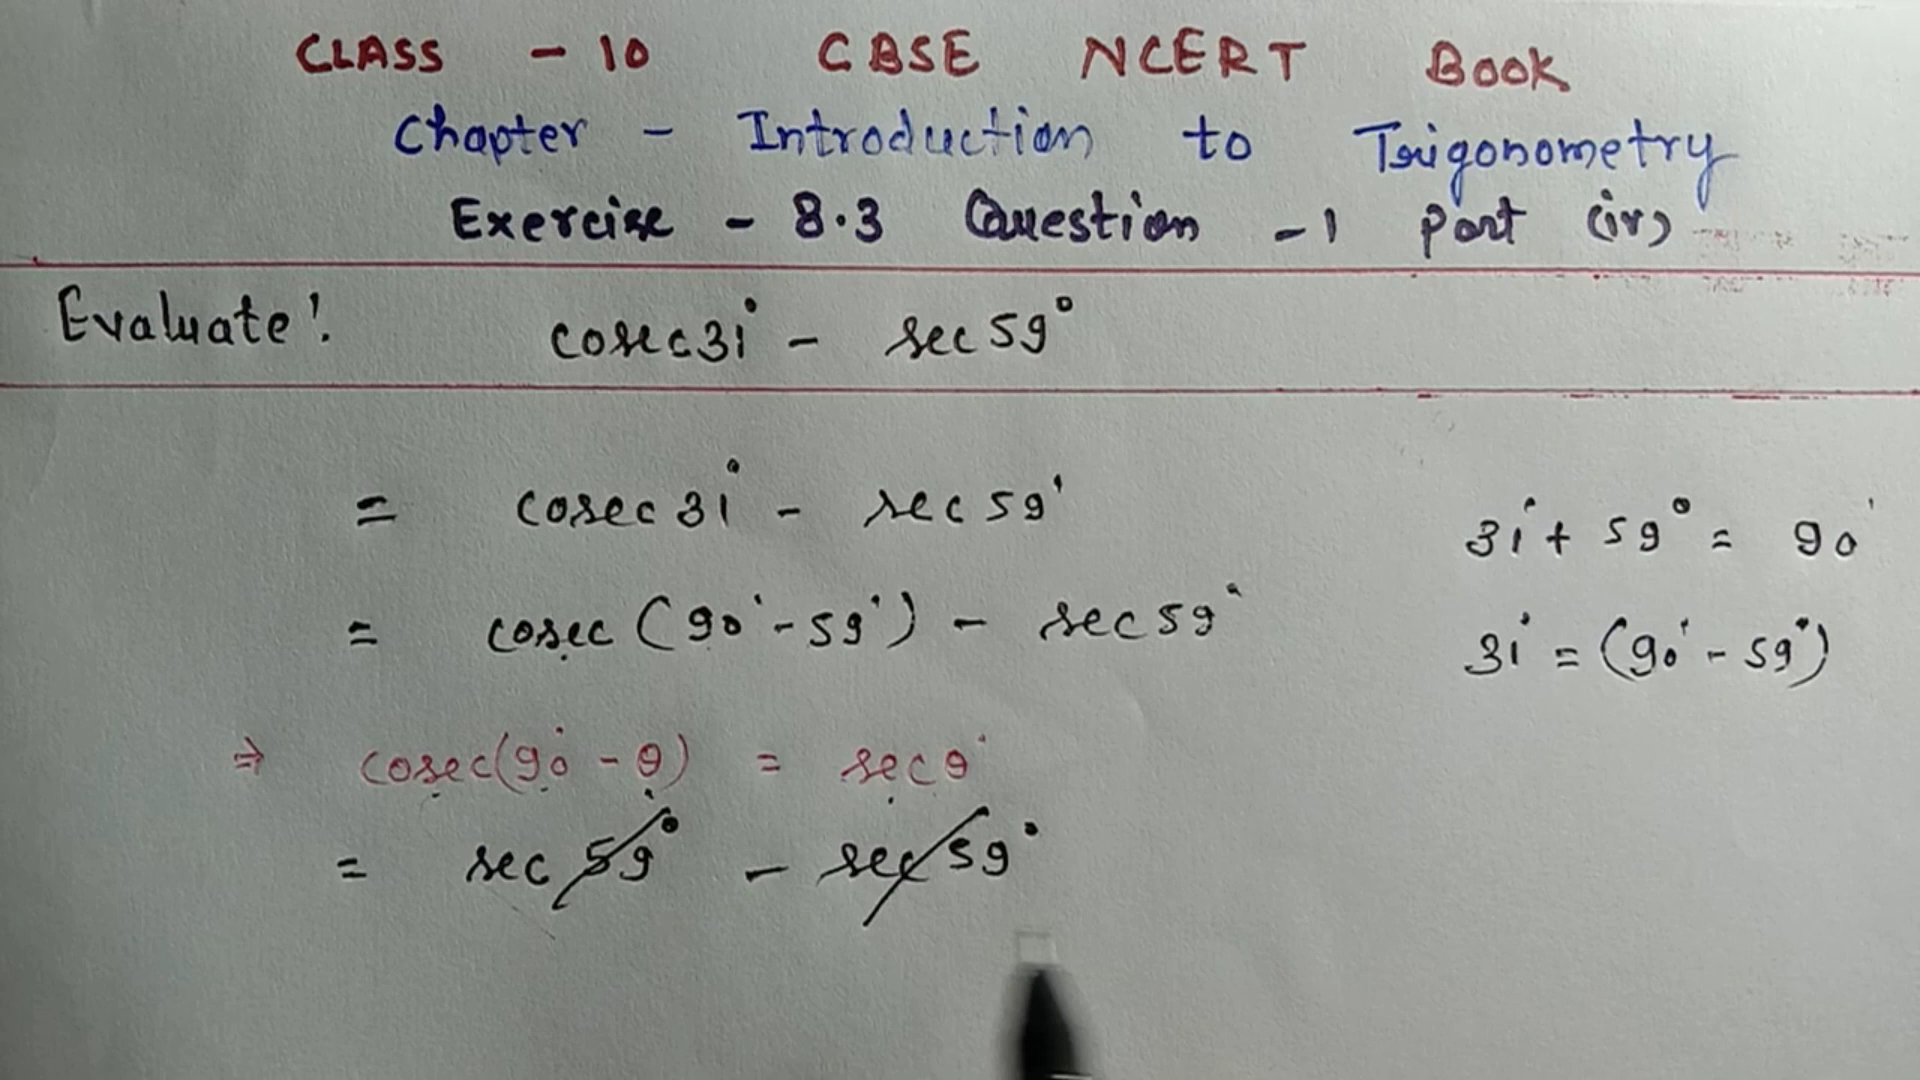 CLASS - 10 CBSE NCERT Book
Chapter - Introduction to Trigonometry
Exercise - 8.3 Question - 1 part (iv)
Evaluate: cosec31° - sec59°
= cosec31° - sec59°
31° + 59° = 90°
= cosec(90° - 59°) - sec59°
31° = (90° - 59°)
⇒ cosec(90° - θ) = secθ°
= sec59° - sec59°